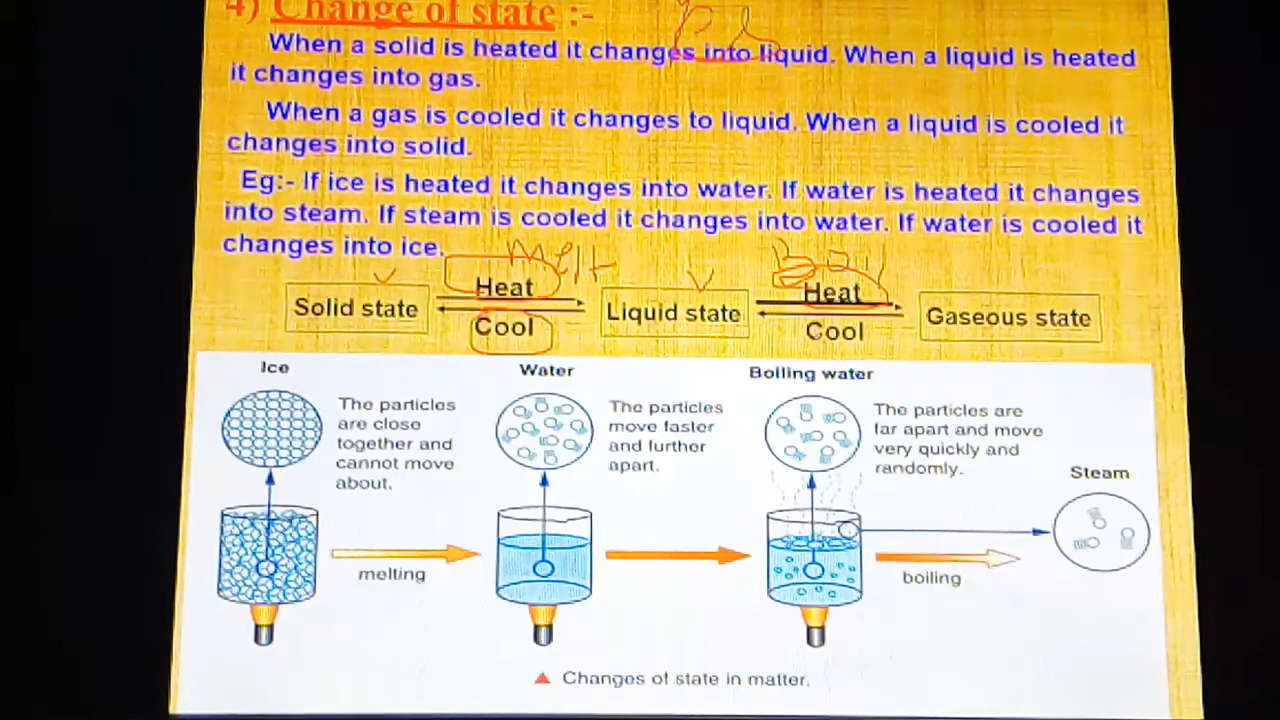 4) Change of state :-
When a solid is heated it changes into liquid. When a liquid is heated
it changes into gas.
When a gas is cooled it changes to liquid. When a liquid is cooled it
changes into solid.
Eg:- If ice is heated it changes into water. If water is heated it changes
into steam. If steam is cooled it changes into water. If water is cooled it
changes into ice.
Melt Boil
Solid state Heat Cool Liquid state Heat Cool Gaseous state
Ice
The particles
are close
together and
cannot move
about.
Water
The particles
move faster
and further
apart.
Boiling water
The particles are
far apart and move
very quickly and
randomly.
Steam
melting
boiling
Changes of state in matter.